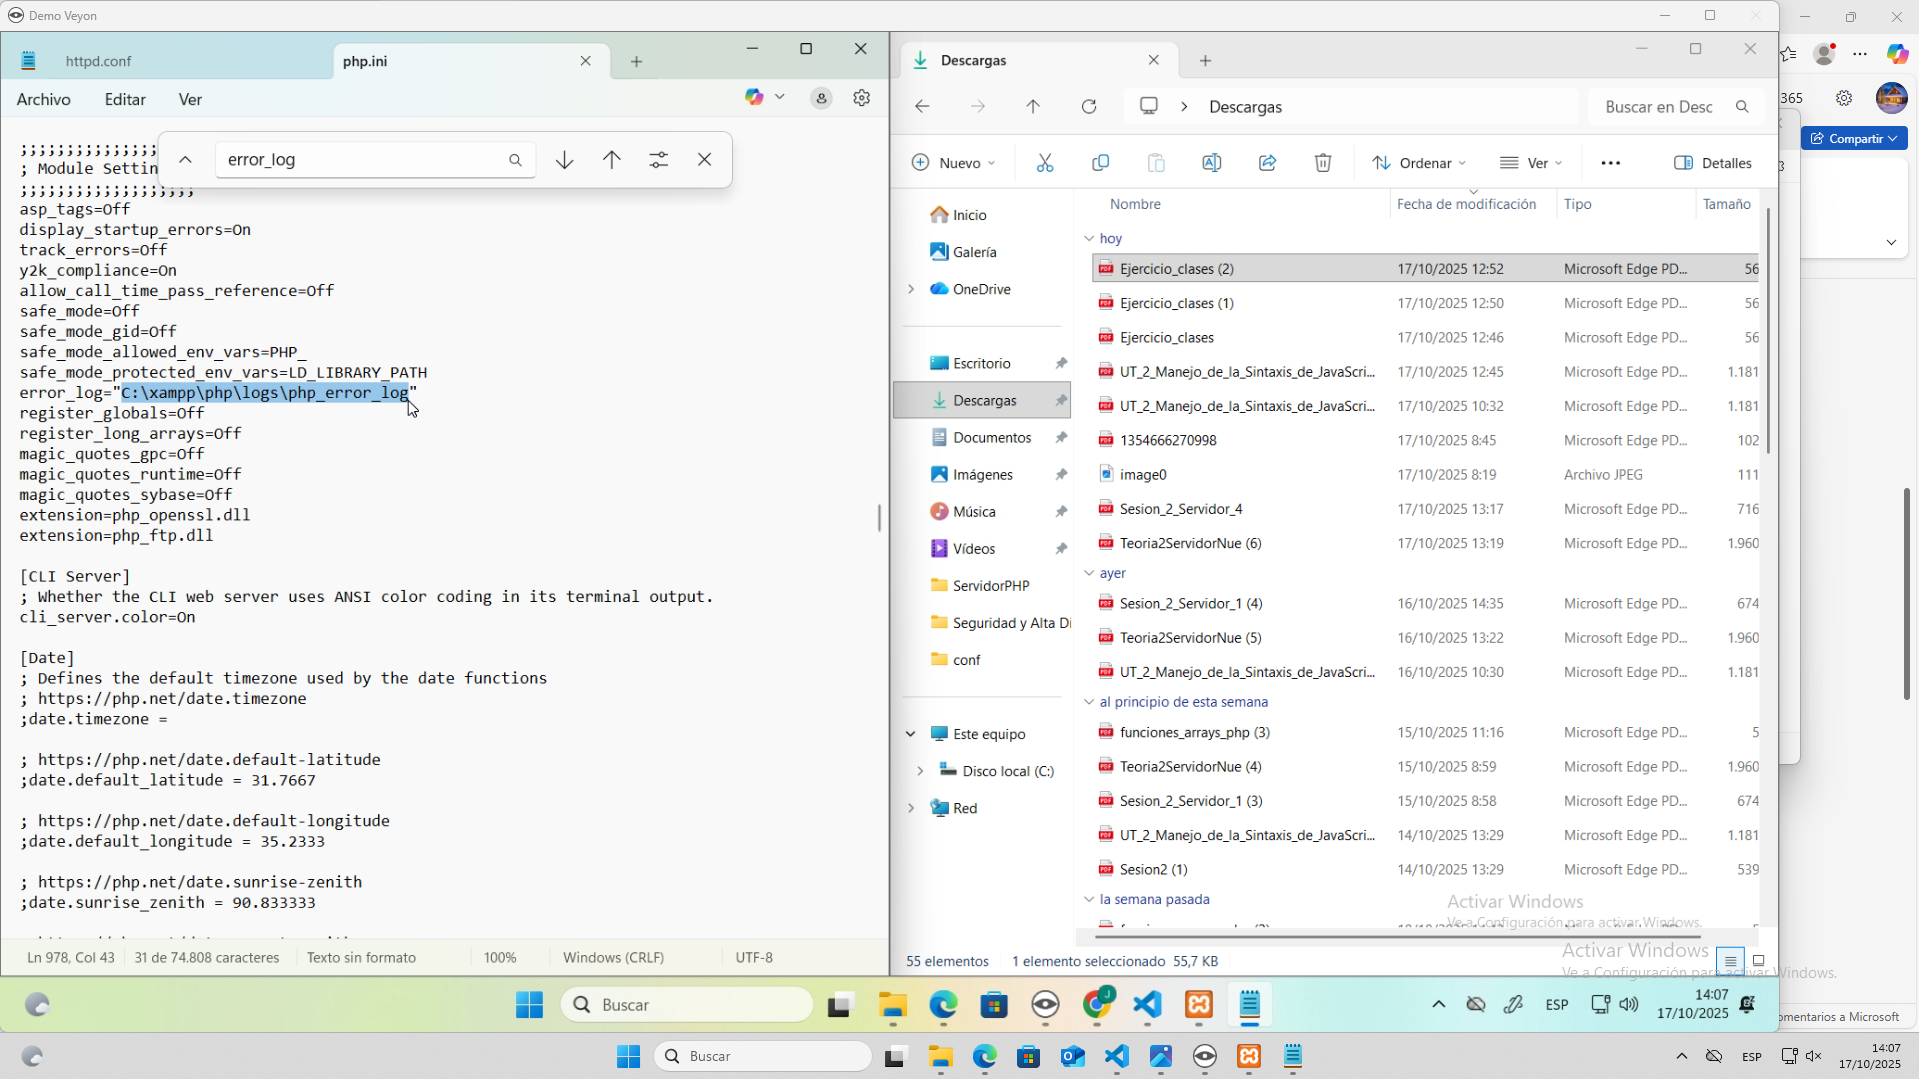 Demo Veyon
httpd.conf
php.ini
Archivo Editar Ver
error_log
;;;;;;;;;;;;;;;
; Module Settin
;;;;;;;;;;;;;;;;;;;
asp_tags=Off
display_startup_errors=On
track_errors=Off
y2k_compliance=On
allow_call_time_pass_reference=Off
safe_mode=Off
safe_mode_gid=Off
safe_mode_allowed_env_vars=PHP_
safe_mode_protected_env_vars=LD_LIBRARY_PATH
error_log="C:\xampp\php\logs\php_error_log"
register_globals=Off
register_long_arrays=Off
magic_quotes_gpc=Off
magic_quotes_runtime=Off
magic_quotes_sybase=Off
extension=php_openssl.dll
extension=php_ftp.dll
[CLI Server]
; Whether the CLI web server uses ANSI color coding in its terminal output.
cli_server.color=On
[Date]
; Defines the default timezone used by the date functions
; https://php.net/date.timezone
;date.timezone =
; https://php.net/date.default-latitude
;date.default_latitude = 31.7667
; https://php.net/date.default-longitude
;date.default_longitude = 35.2333
; https://php.net/date.sunrise-zenith
;date.sunrise_zenith = 90.833333
Ln 978, Col 43 31 de 74.808 caracteres Texto sin formato 100% Windows (CRLF) UTF-8
Descargas
Descargas
Buscar en Desc
Nuevo Ordenar Ver Detalles
Inicio
Galería
OneDrive
Escritorio
Descargas
Documentos
Imágenes
Música
Vídeos
ServidorPHP
Seguridad y Alta Di
conf
Este equipo
Disco local (C:)
Red
Nombre Fecha de modificación Tipo Tamaño
hoy
Ejercicio_clases (2) 17/10/2025 12:52 Microsoft Edge PD... 56
Ejercicio_clases (1) 17/10/2025 12:50 Microsoft Edge PD... 56
Ejercicio_clases 17/10/2025 12:46 Microsoft Edge PD... 56
UT_2_Manejo_de_la_Sintaxis_de_JavaScri... 17/10/2025 12:45 Microsoft Edge PD... 1.181
UT_2_Manejo_de_la_Sintaxis_de_JavaScri... 17/10/2025 10:32 Microsoft Edge PD... 1.181
1354666270998 17/10/2025 8:45 Microsoft Edge PD... 102
image0 17/10/2025 8:19 Archivo JPEG 111
Sesion_2_Servidor_4 17/10/2025 13:17 Microsoft Edge PD... 716
Teoria2ServidorNue (6) 17/10/2025 13:19 Microsoft Edge PD... 1.960
ayer
Sesion_2_Servidor_1 (4) 16/10/2025 14:35 Microsoft Edge PD... 674
Teoria2ServidorNue (5) 16/10/2025 13:22 Microsoft Edge PD... 1.960
UT_2_Manejo_de_la_Sintaxis_de_JavaScri... 16/10/2025 10:30 Microsoft Edge PD... 1.181
al principio de esta semana
funciones_arrays_php (3) 15/10/2025 11:16 Microsoft Edge PD... 5
Teoria2ServidorNue (4) 15/10/2025 8:59 Microsoft Edge PD... 1.960
Sesion_2_Servidor_1 (3) 15/10/2025 8:58 Microsoft Edge PD... 674
UT_2_Manejo_de_la_Sintaxis_de_JavaScri... 14/10/2025 13:29 Microsoft Edge PD... 1.181
Sesion2 (1) 14/10/2025 13:29 Microsoft Edge PD... 539
la semana pasada
Activar Windows
Ve a Configuración para activar Windows.
55 elementos 1 elemento seleccionado 55,7 KB
Activar Windows
Ve a Configuración para activar Windows.
365
Compartir
omentarios a Microsoft
Buscar
ESP
14:07
17/10/2025
Buscar
ESP
14:07
17/10/2025